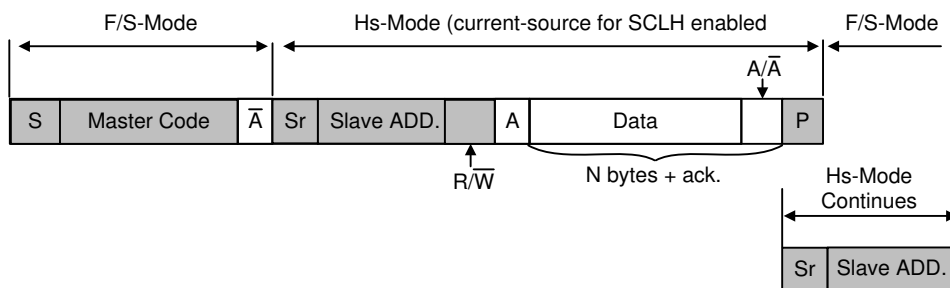 F/S-Mode
Hs-Mode (current-source for SCLH enabled
F/S-Mode
A/A̅
S
Master Code
A̅
Sr
Slave ADD.
A
Data
P
R/W̅
N bytes + ack.
Hs-Mode
Continues
Sr
Slave ADD.